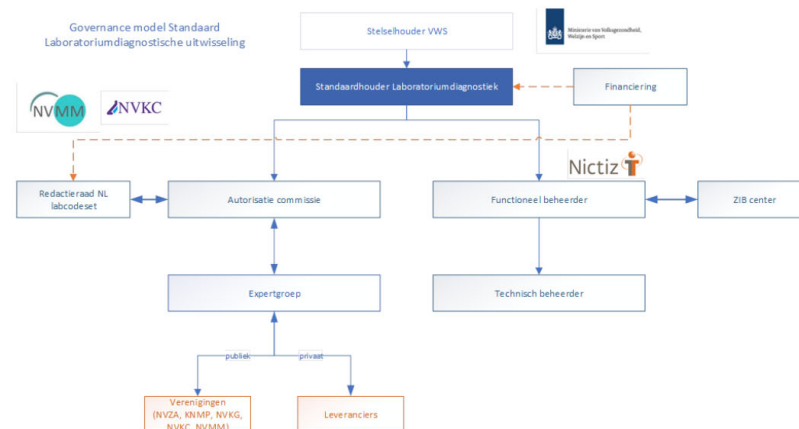 Governance model Standaard
Laboratoriumdiagnostische uitwisseling
Stelselhouder VWS
Ministerie van Volksgezondheid,
Welzijn en Sport
Standaardhouder Laboratoriumdiagnostiek
Financiering
NVMM
NVKC
Nictiz
Redactieraad NL
labcodeset
Autorisatie commissie
Functioneel beheerder
ZIB center
Expertgroep
Technisch beheerder
publiek
privaat
Verenigingen
(NVZA, KNMP, NVKG,
NVKC, NVMM)
Leveranciers